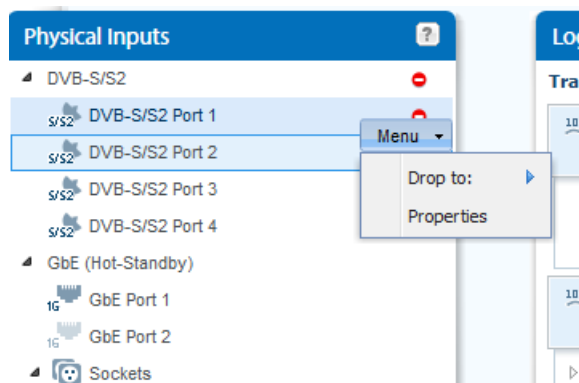 Physical Inputs
?
Lo
DVB-S/S2
Tra
S/S2 DVB-S/S2 Port 1
10
Menu
S/S2 DVB-S/S2 Port 2
Drop to:
S/S2 DVB-S/S2 Port 3
Properties
S/S2 DVB-S/S2 Port 4
GbE (Hot-Standby)
1G GbE Port 1
10
1G GbE Port 2
Sockets